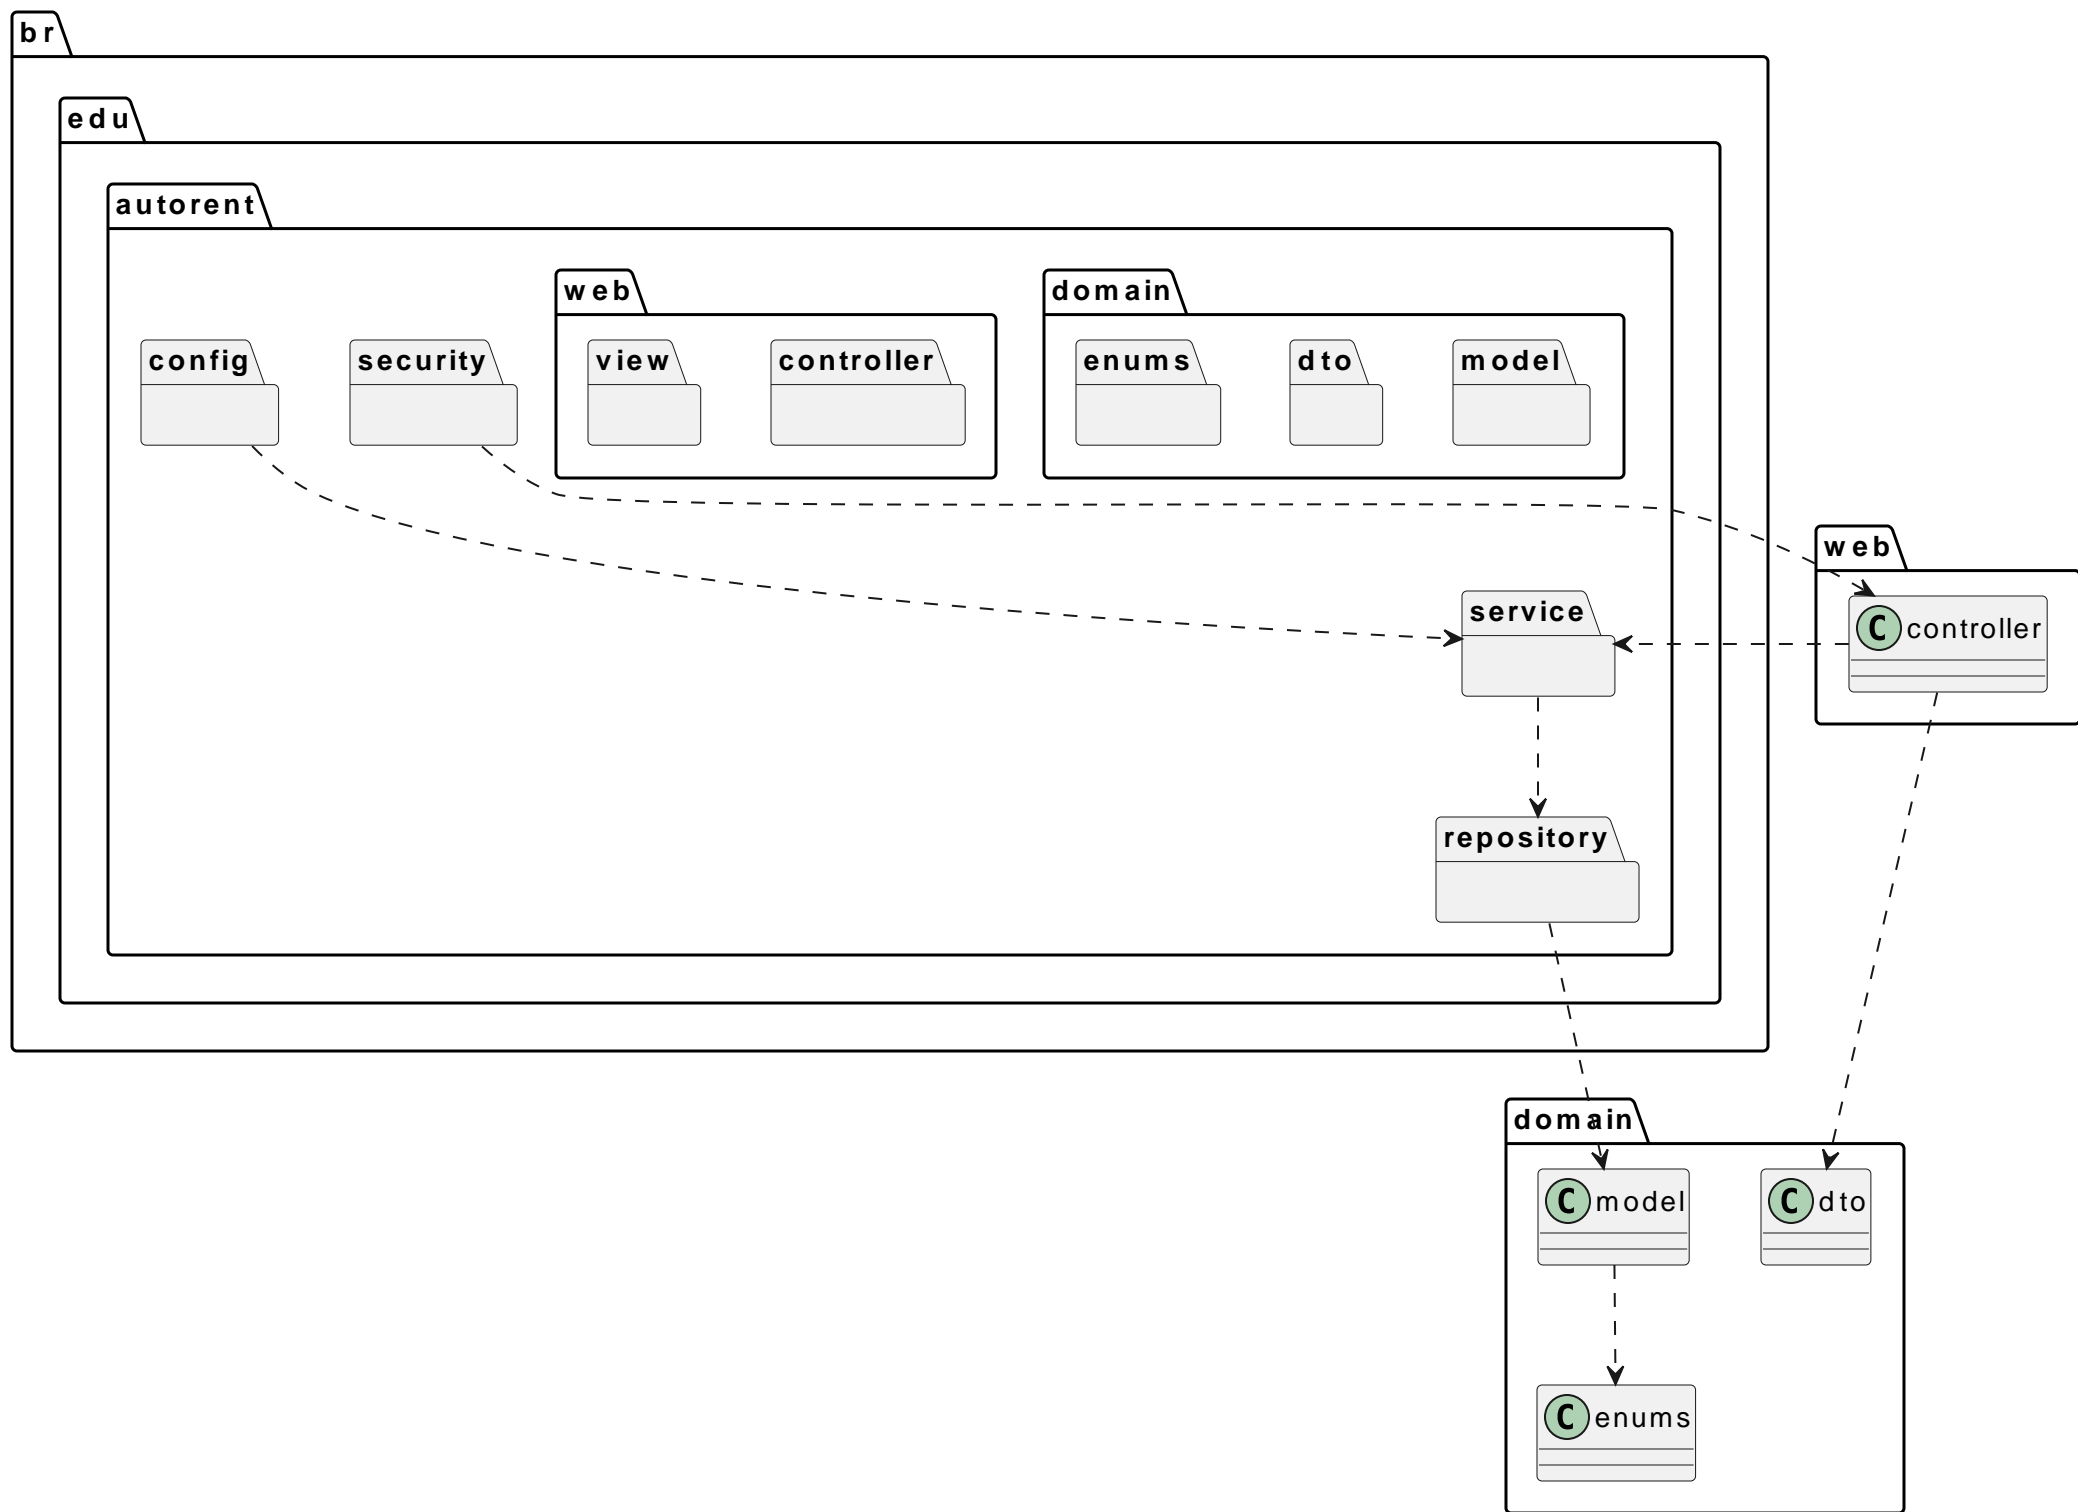 br
edu
autorent
web
domain
config
security
view
controller
enums
dto
model
web
service
C controller
repository
domain
C model
C dto
C enums